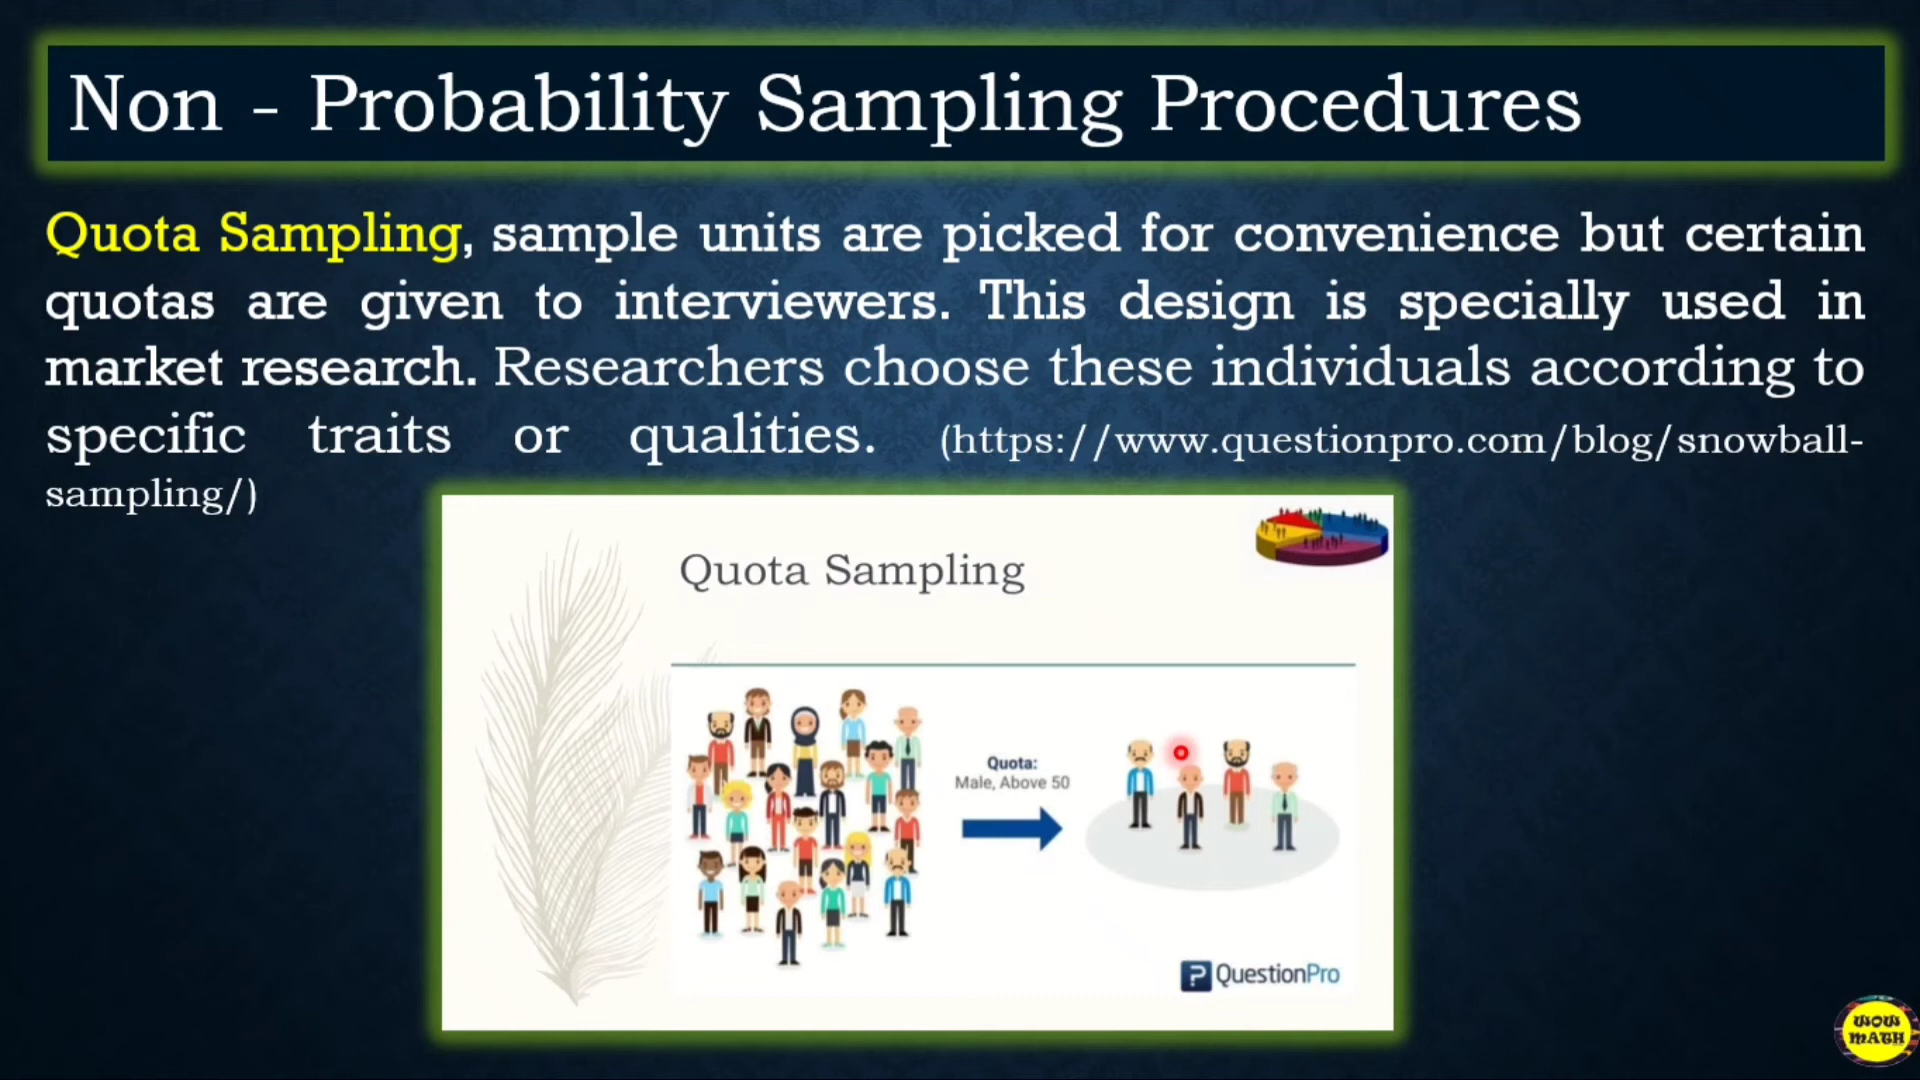 Non - Probability Sampling Procedures
Quota Sampling, sample units are picked for convenience but certain
quotas are given to interviewers. This design is specially used in
market research. Researchers choose these individuals according to
specific traits or qualities. (https://www.questionpro.com/blog/snowball-
sampling/)
Quota Sampling
Quota:
Male, Above 50
QuestionPro
WOW
MATH